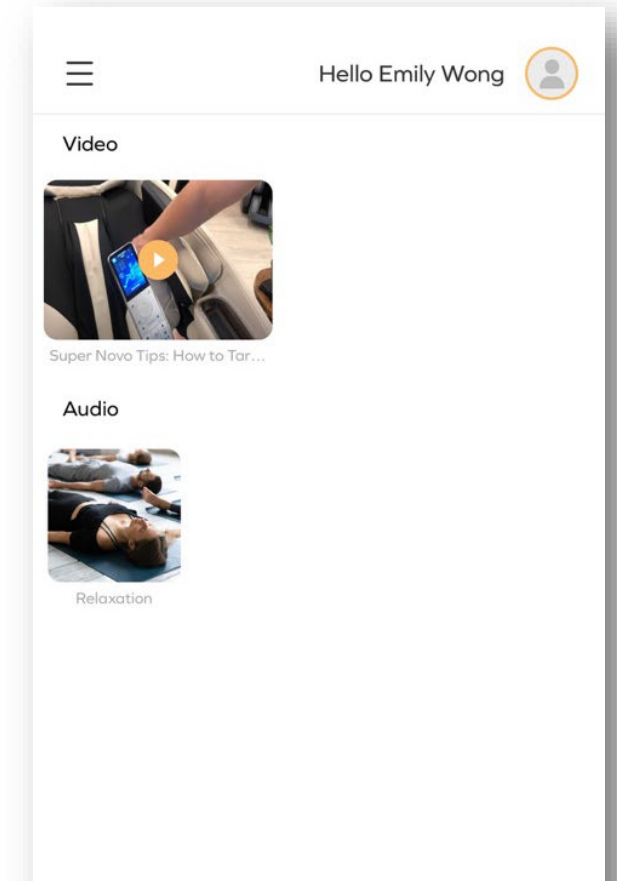 Hello Emily Wong
Video
Super Novo Tips: How to Tar...
Audio
Relaxation